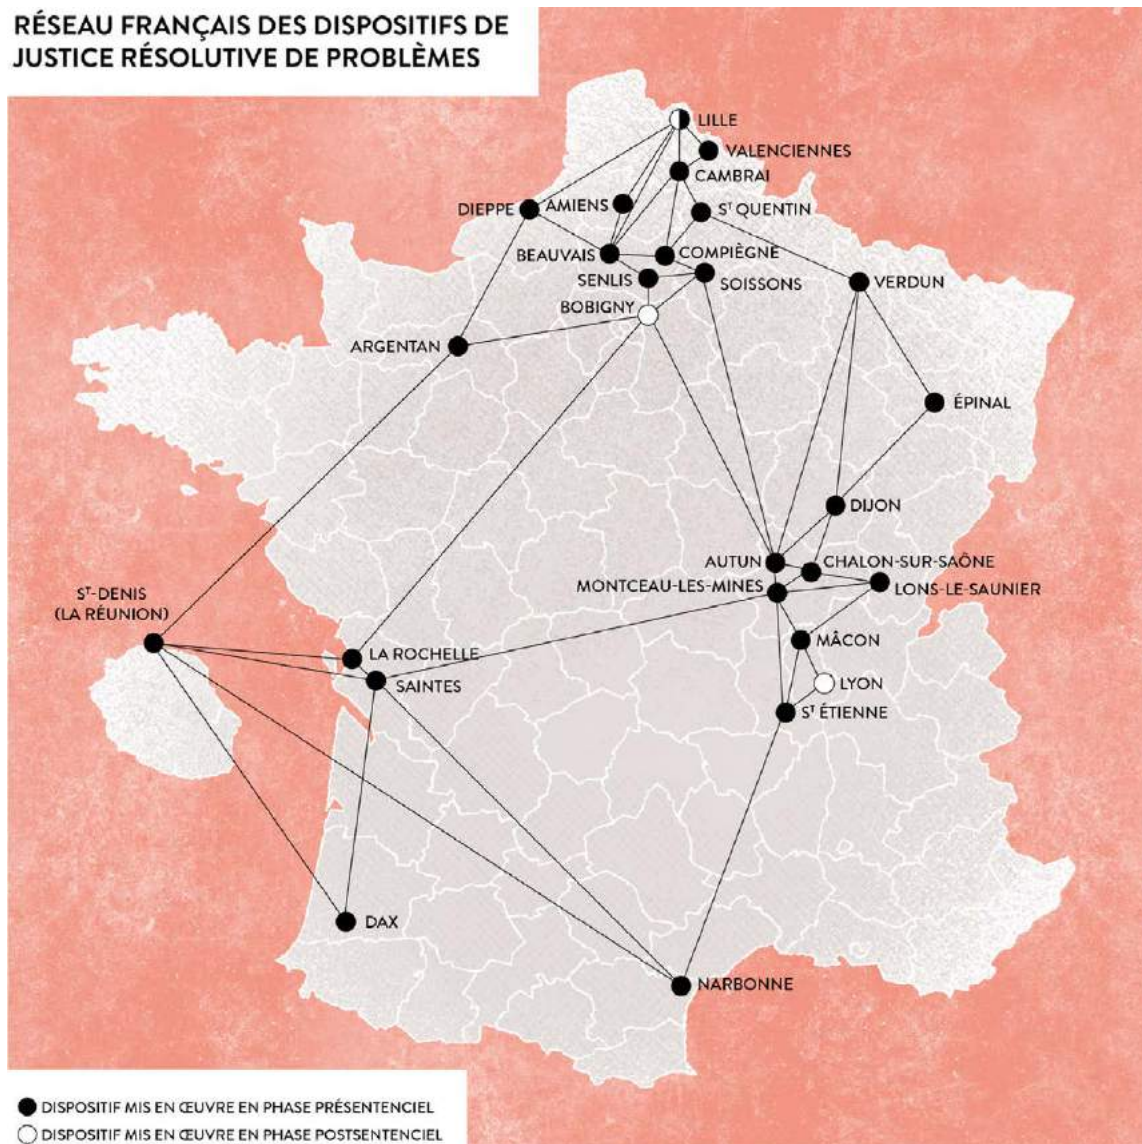 RÉSEAU FRANÇAIS DES DISPOSITIFS DE
JUSTICE RÉSOLUTIVE DE PROBLÈMES
LILLE
VALENCIENNES
CAMBRAI
DIEPPE
AMIENS
Sᵀ QUENTIN
BEAUVAIS
COMPIÈGNE
SENLIS
SOISSONS
VERDUN
BOBIGNY
ARGENTAN
ÉPINAL
DIJON
AUTUN
CHALON-SUR-SAÔNE
MONTCEAU-LES-MINES
LONS-LE-SAUNIER
Sᵀ-DENIS
(LA RÉUNION)
MÂCON
LA ROCHELLE
SAINTES
LYON
Sᵀ ÉTIENNE
DAX
NARBONNE
DISPOSITIF MIS EN ŒUVRE EN PHASE PRÉSENTENCIEL
DISPOSITIF MIS EN ŒUVRE EN PHASE POSTSENTENCIEL